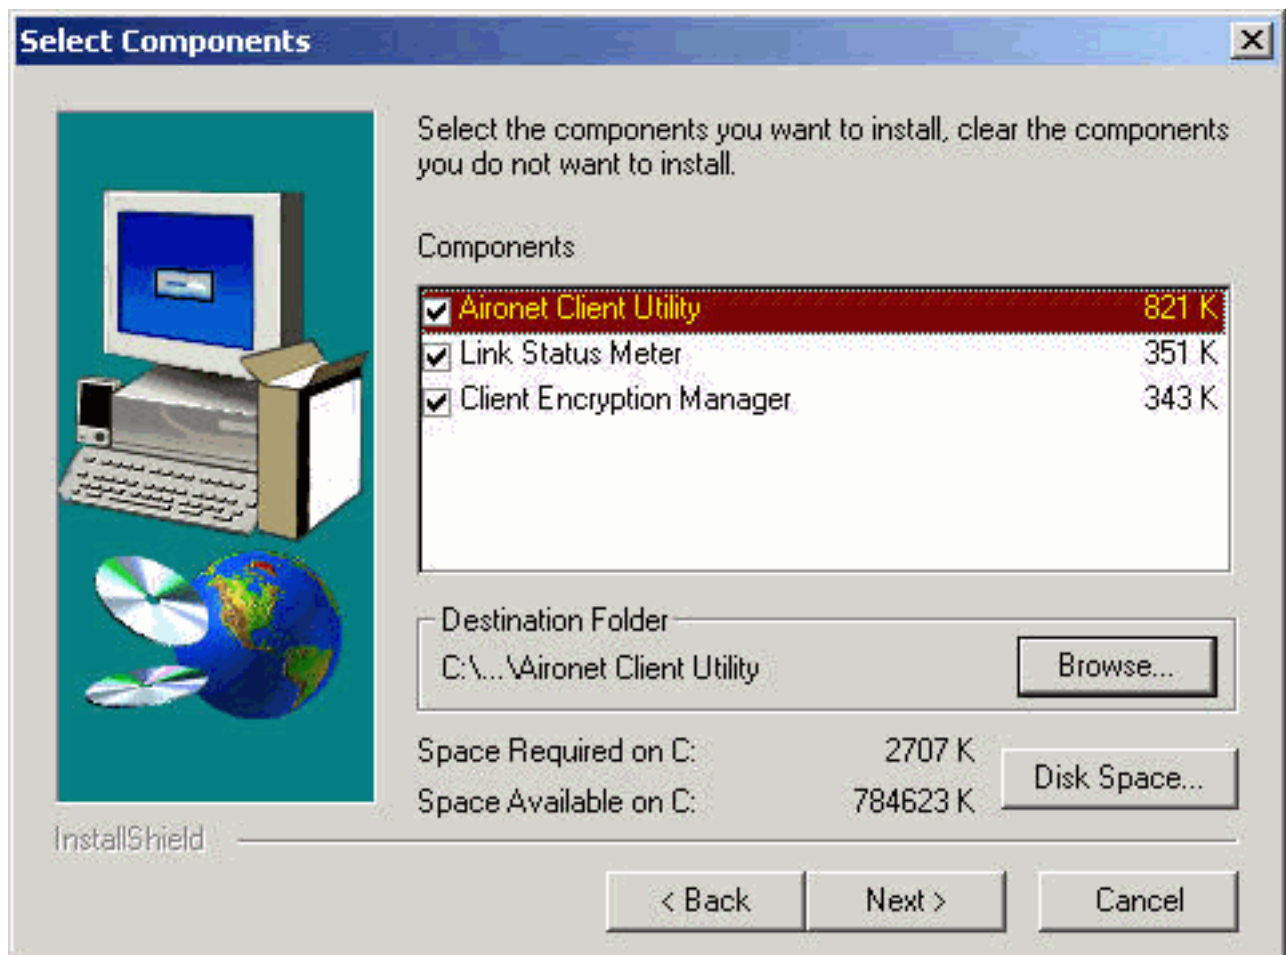 Select Components
Select the components you want to install, clear the components
you do not want to install.
Components
Aironet Client Utility 821 K
Link Status Meter 351 K
Client Encryption Manager 343 K
Destination Folder
C:\...\Aironet Client Utility
Browse...
Space Required on C: 2707 K
Space Available on C: 784623 K
Disk Space...
InstallShield
< Back Next > Cancel